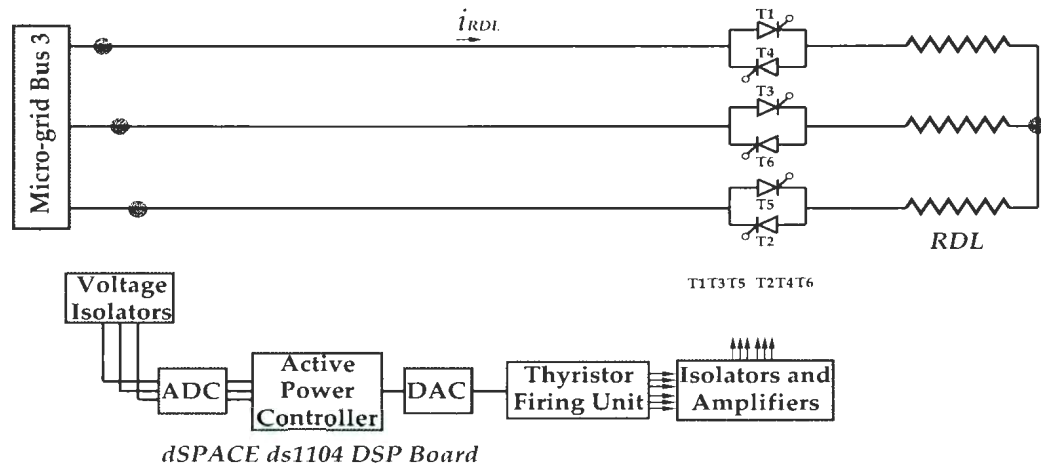 Micro-grid Bus 3
iRDL
T1
T4
T3
T6
T5
T2
RDL
T1T3T5 T2T4T6
Voltage
Isolators
ADC
Active
Power
Controller
DAC
Thyristor
Firing Unit
Isolators and
Amplifiers
dSPACE ds1104 DSP Board